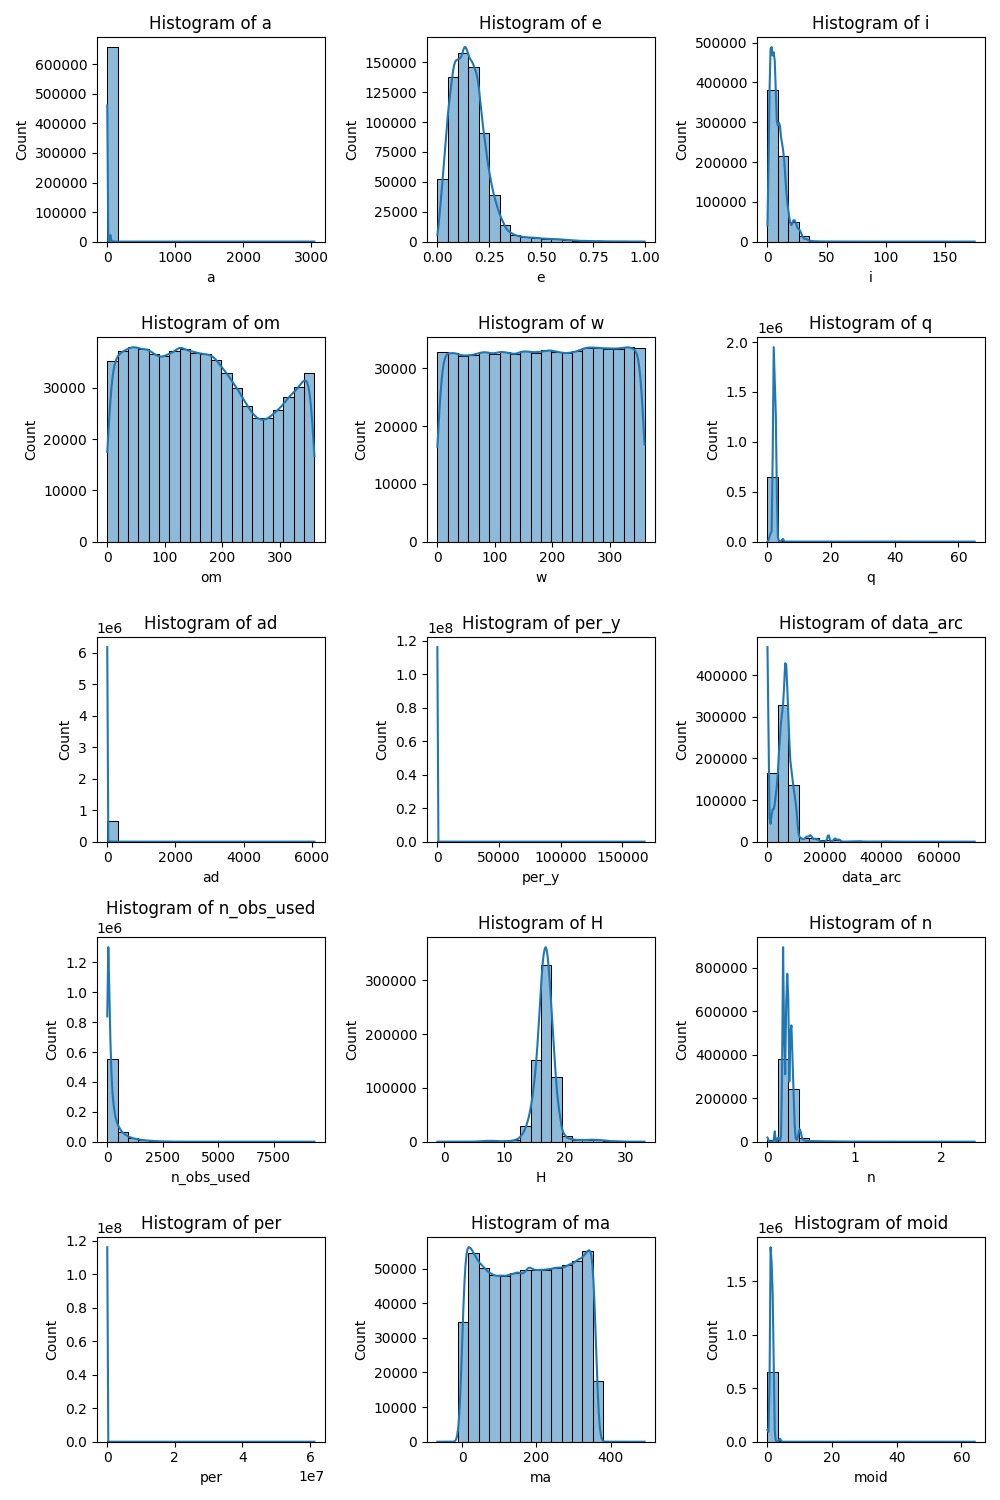 Histogram of a
600000
500000
400000
300000
200000
100000
0
Count
0 1000 2000 3000
a
Histogram of e
150000
125000
100000
75000
50000
25000
0
Count
0.00 0.25 0.50 0.75 1.00
e
Histogram of i
500000
400000
300000
200000
100000
0
Count
0 50 100 150
i
Histogram of om
30000
20000
10000
0
Count
0 100 200 300
om
Histogram of w
30000
20000
10000
0
Count
0 100 200 300
w
Histogram of q
1e6
2.0
1.5
1.0
0.5
0.0
Count
0 20 40 60
q
Histogram of ad
1e6
6
5
4
3
2
1
0
Count
0 2000 4000 6000
ad
Histogram of per_y
1e8
1.2
1.0
0.8
0.6
0.4
0.2
0.0
Count
0 50000 100000 150000
per_y
Histogram of data_arc
400000
300000
200000
100000
0
Count
0 20000 40000 60000
data_arc
Histogram of n_obs_used
1e6
1.2
1.0
0.8
0.6
0.4
0.2
0.0
Count
0 2500 5000 7500
n_obs_used
Histogram of H
300000
200000
100000
0
Count
0 10 20 30
H
Histogram of n
800000
600000
400000
200000
0
Count
0 1 2
n
Histogram of per
1e8
1.2
1.0
0.8
0.6
0.4
0.2
0.0
Count
0 2 4 6
1e7
per
Histogram of ma
50000
40000
30000
20000
10000
0
Count
0 200 400
ma
Histogram of moid
1e6
1.5
1.0
0.5
0.0
Count
0 20 40 60
moid